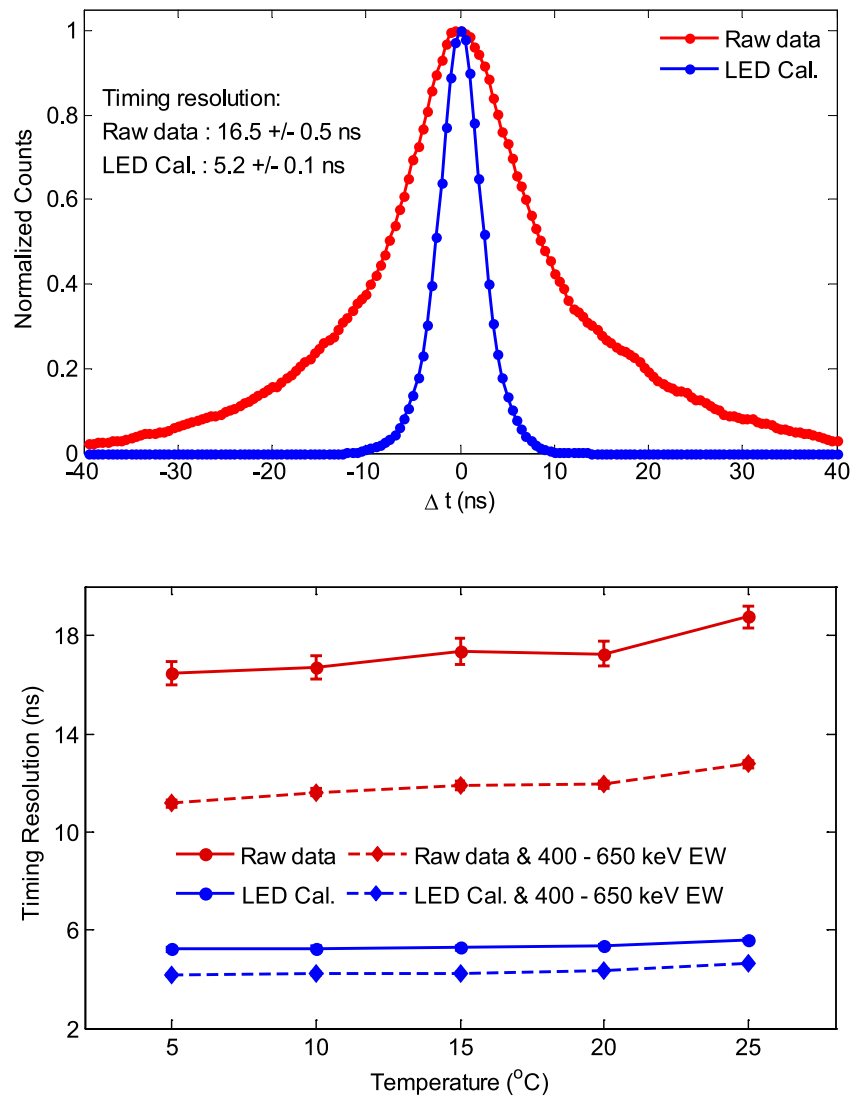 1
0.8
0.6
0.4
0.2
0
Normalized Counts
Timing resolution:
Raw data : 16.5 +/- 0.5 ns
LED Cal. : 5.2 +/- 0.1 ns
Raw data
LED Cal.
-40 -30 -20 -10 0 10 20 30 40
Δ t (ns)
18
14
10
6
2
Timing Resolution (ns)
Raw data Raw data & 400 - 650 keV EW
LED Cal. LED Cal. & 400 - 650 keV EW
5 10 15 20 25
Temperature (°C)